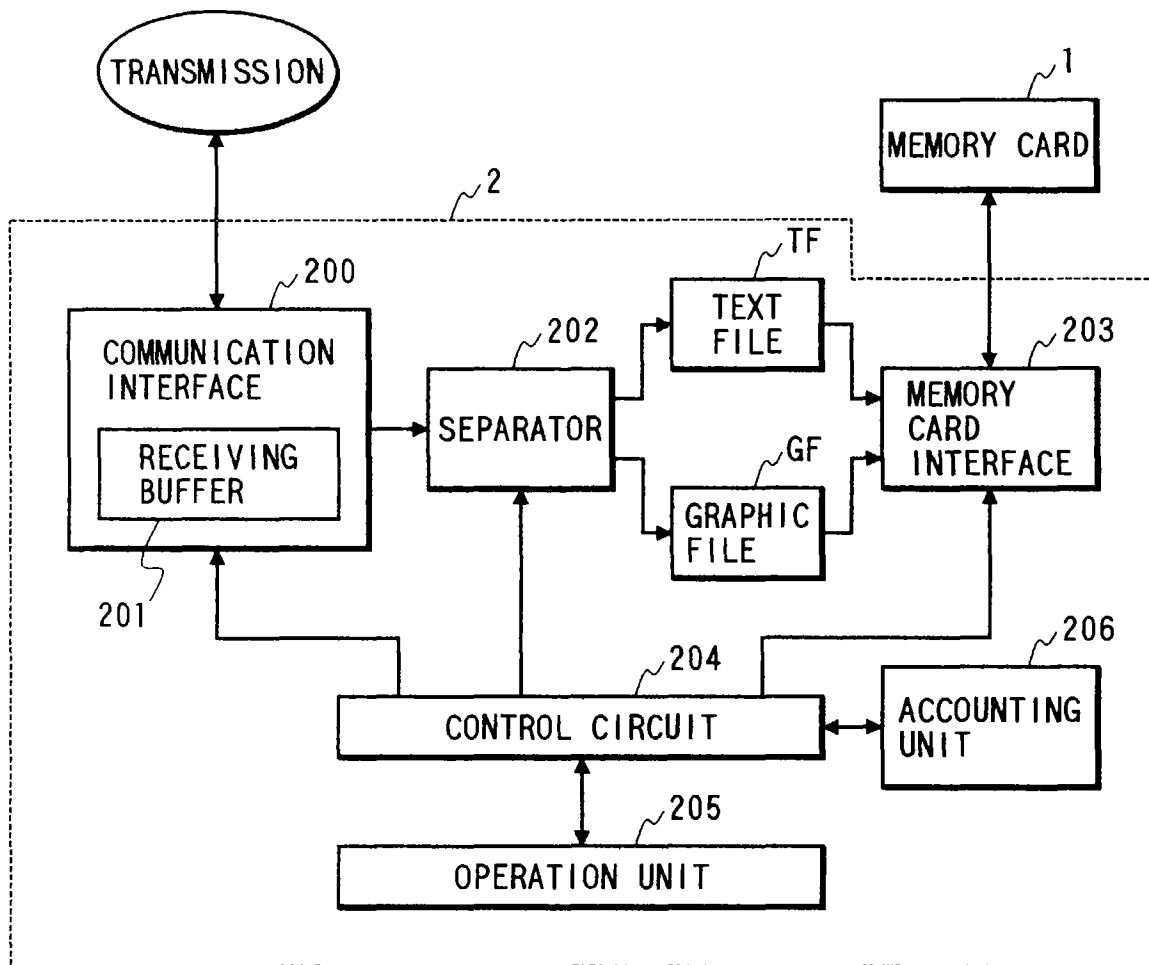 TRANSMISSION
1
MEMORY CARD
2
TF
200
TEXT
FILE
202
203
COMMUNICATION
INTERFACE
SEPARATOR
MEMORY
CARD
INTERFACE
RECEIVING
BUFFER
GF
GRAPHIC
FILE
201
204
206
CONTROL CIRCUIT
ACCOUNTING
UNIT
205
OPERATION UNIT